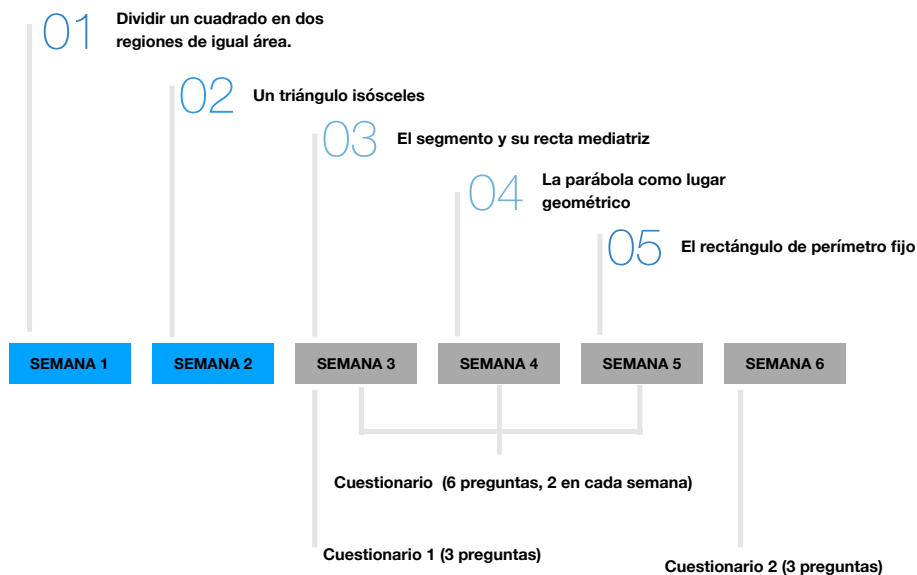 01
Dividir un cuadrado en dos
regiones de igual área.
02
Un triángulo isósceles
03
El segmento y su recta mediatriz
04
La parábola como lugar
geométrico
05
El rectángulo de perímetro fijo
SEMANA 1
SEMANA 2
SEMANA 3
SEMANA 4
SEMANA 5
SEMANA 6
Cuestionario (6 preguntas, 2 en cada semana)
Cuestionario 1 (3 preguntas)
Cuestionario 2 (3 preguntas)